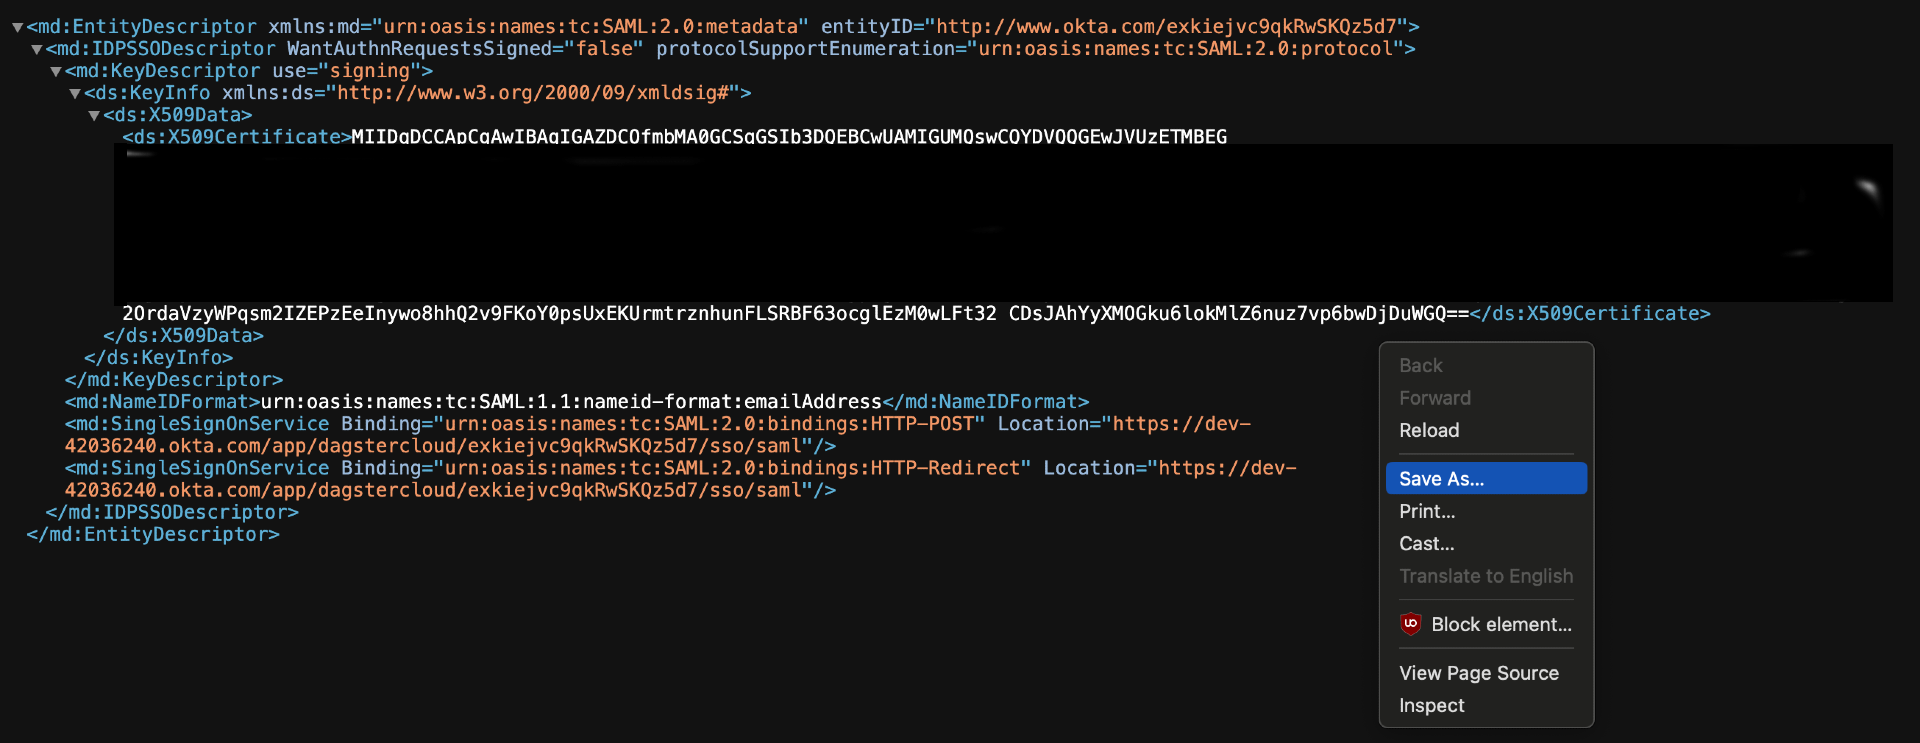 ▼<md:EntityDescriptor xmlns:md="urn:oasis:names:tc:SAML:2.0:metadata" entityID="http://www.okta.com/exkiejvc9qkRwSKQz5d7">
▼<md:IDPSSODescriptor WantAuthnRequestsSigned="false" protocolSupportEnumeration="urn:oasis:names:tc:SAML:2.0:protocol">
▼<md:KeyDescriptor use="signing">
▼<ds:KeyInfo xmlns:ds="http://www.w3.org/2000/09/xmldsig#">
▼<ds:X509Data>
<ds:X509Certificate>MIIDqDCCApCgAwIBAgIGAZDCOfmbMA0GCSqGSIb3DQEBCwUAMIGUMQswCQYDVQQGEwJVUzETMBEG
2OrdaVzyWPqsm2IZEPzEeInywo8hhQ2v9FKoY0psUxEKUrmtrznhunFLSRBF63ocglEzM0wLFt32 CDsJAhYyXMOGku6lokMlZ6nuz7vp6bwDjDuWGQ==</ds:X509Certificate>
</ds:X509Data>
</ds:KeyInfo>
</md:KeyDescriptor>
<md:NameIDFormat>urn:oasis:names:tc:SAML:1.1:nameid-format:emailAddress</md:NameIDFormat>
<md:SingleSignOnService Binding="urn:oasis:names:tc:SAML:2.0:bindings:HTTP-POST" Location="https://dev-
42036240.okta.com/app/dagstercloud/exkiejvc9qkRwSKQz5d7/sso/saml"/>
<md:SingleSignOnService Binding="urn:oasis:names:tc:SAML:2.0:bindings:HTTP-Redirect" Location="https://dev-
42036240.okta.com/app/dagstercloud/exkiejvc9qkRwSKQz5d7/sso/saml"/>
</md:IDPSSODescriptor>
</md:EntityDescriptor>
Back
Forward
Reload
Save As...
Print...
Cast...
Translate to English
Block element...
View Page Source
Inspect